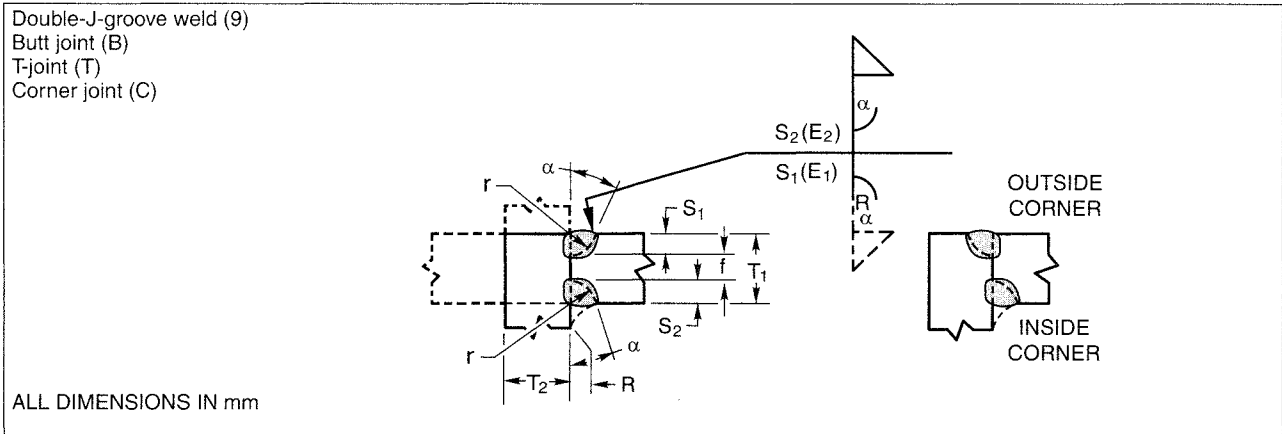 Double-J-groove weld (9)
Butt joint (B)
T-joint (T)
Corner joint (C)
α
S₂(E₂)
S₁(E₁)
R
α
α
r
S₁
f
T₁
S₂
r
α
T₂
R
OUTSIDE
CORNER
INSIDE
CORNER
ALL DIMENSIONS IN mm